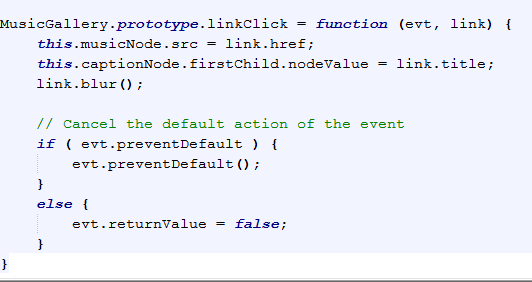 MusicGallery.prototype.linkClick = function (evt, link) {
    this.musicNode.src = link.href;
    this.captionNode.firstChild.nodeValue = link.title;
    link.blur();

    // Cancel the default action of the event
    if ( evt.preventDefault ) {
        evt.preventDefault();
    }
    else {
        evt.returnValue = false;
    }
}